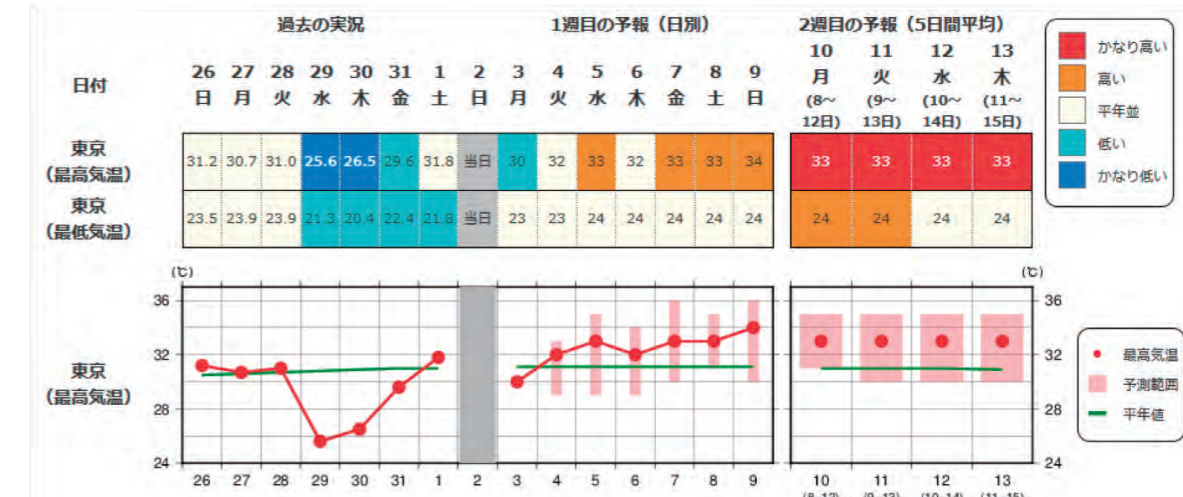 過去の実況 1週目の予報（日別） 2週目の予報（5日間平均）
日付 26 27 28 29 30 31 1 2 3 4 5 6 7 8 9 10 11 12 13
日 月 火 水 木 金 土 日 月 火 水 木 金 土 日 月 火 水 木
(8～12日) (9～13日) (10～14日) (11～15日)
東京
（最高気温） 31.2 30.7 31.0 25.6 26.5 29.6 31.8 当日 30 32 33 32 33 33 34 33 33 33 33
東京
（最低気温） 23.5 23.9 23.9 21.3 20.4 22.4 21.8 当日 23 23 24 24 24 24 24 24 24 24 24
かなり高い
高い
平年並
低い
かなり低い
(℃) (℃)
36 36
32 32
28 28
24 24
東京
（最高気温）
最高気温
予測範囲
平年値
26 27 28 29 30 31 1 2 3 4 5 6 7 8 9 10 11 12 13
(8-12) (9-13) (10-14) (11-15)